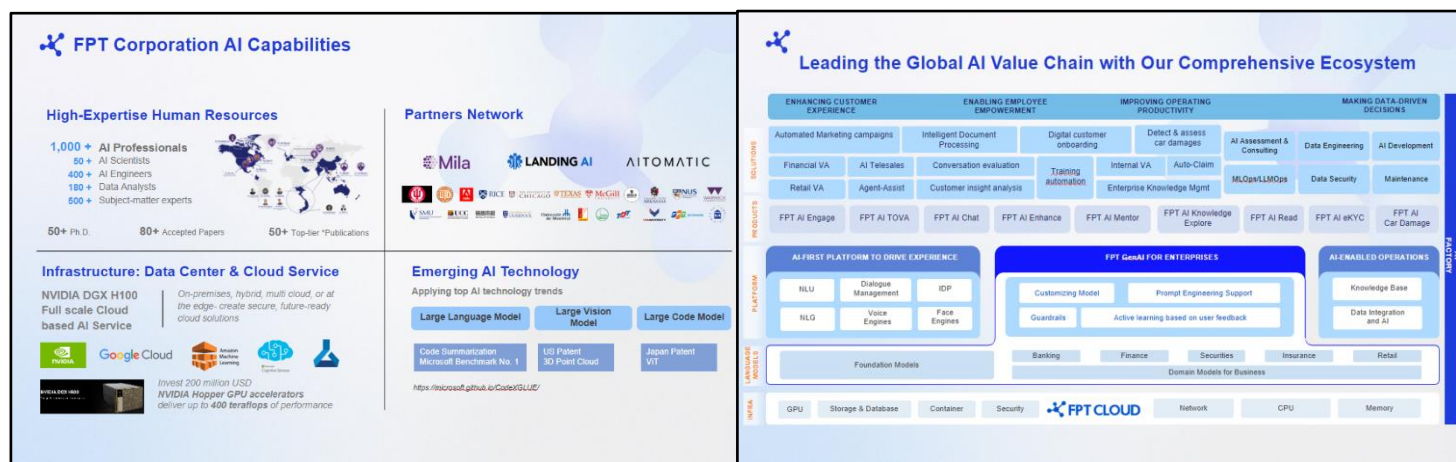 FPT Corporation AI Capabilities
High-Expertise Human Resources
1,000 + AI Professionals
50 + AI Scientists
400 + AI Engineers
180 + Data Analysts
500 + Subject-matter experts
50+ Ph.D.
80+ Accepted Papers
50+ Top-tier *Publications
Partners Network
Mila
LANDING AI
AITOMATIC
RICE
CHICAGO
TEXAS
McGill
NUS
WARWICK
SMU
UCC
Infrastructure: Data Center & Cloud Service
NVIDIA DGX H100
Full scale Cloud
based AI Service
On-premises, hybrid, multi cloud, or at
the edge- create secure, future-ready
cloud solutions
NVIDIA
Google Cloud
Amazon
Machine
Learning
NVIDIA DGX H100
Invest 200 million USD
NVIDIA Hopper GPU accelerators
deliver up to 400 teraflops of performance
Emerging AI Technology
Applying top AI technology trends
Large Language Model
Large Vision
Model
Large Code Model
Code Summarization
Microsoft Benchmark No. 1
US Patent
3D Point Cloud
Japan Patent
ViT
https://microsoft.github.io/CodeXGLUE/
Leading the Global AI Value Chain with Our Comprehensive Ecosystem
ENHANCING CUSTOMER
EXPERIENCE
ENABLING EMPLOYEE
EMPOWERMENT
IMPROVING OPERATING
PRODUCTIVITY
MAKING DATA-DRIVEN
DECISIONS
SOLUTIONS
Automated Marketing campaigns
Intelligent Document
Processing
Digital customer
onboarding
Detect & assess
car damages
AI Assessment &
Consulting
Data Engineering
AI Development
Financial VA
AI Telesales
Conversation evaluation
Training
automation
Internal VA
Auto-Claim
Retail VA
Agent-Assist
Customer insight analysis
Enterprise Knowledge Mgmt
MLOps/LLMOps
Data Security
Maintenance
PRODUCTS
FPT AI Engage
FPT AI TOVA
FPT AI Chat
FPT AI Enhance
FPT AI Mentor
FPT AI Knowledge
Explore
FPT AI Read
FPT AI eKYC
FPT AI
Car Damage
FACTORY
PLATFORM
AI-FIRST PLATFORM TO DRIVE EXPERIENCE
NLU
Dialogue
Management
IDP
NLG
Voice
Engines
Face
Engines
FPT GenAI FOR ENTERPRISES
Customizing Model
Prompt Engineering Support
Guardrails
Active learning based on user feedback
AI-ENABLED OPERATIONS
Knowledge Base
Data Integration
and AI
LANGUAGE
MODELS
Foundation Models
Banking
Finance
Securities
Insurance
Retail
Domain Models for Business
INFRA
GPU
Storage & Database
Container
Security
FPT CLOUD
Network
CPU
Memory